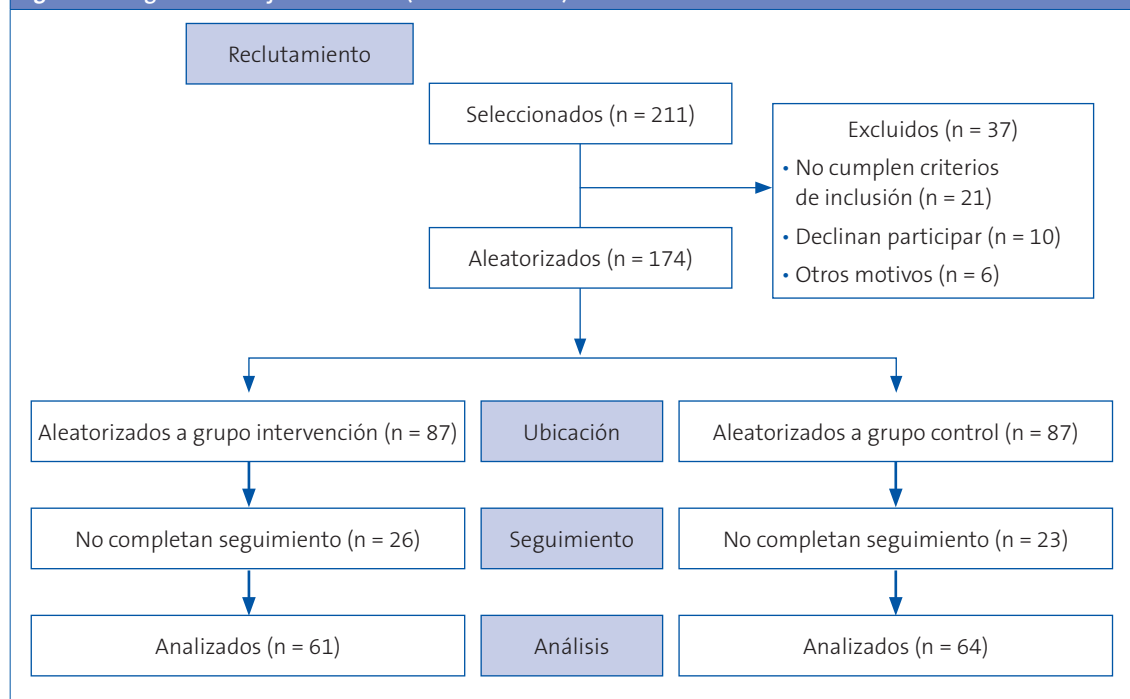 Reclutamiento
Seleccionados (n = 211)
Excluidos (n = 37)
• No cumplen criterios
de inclusión (n = 21)
• Declinan participar (n = 10)
• Otros motivos (n = 6)
Aleatorizados (n = 174)
Aleatorizados a grupo intervención (n = 87)
Ubicación
Aleatorizados a grupo control (n = 87)
No completan seguimiento (n = 26)
Seguimiento
No completan seguimiento (n = 23)
Analizados (n = 61)
Análisis
Analizados (n = 64)